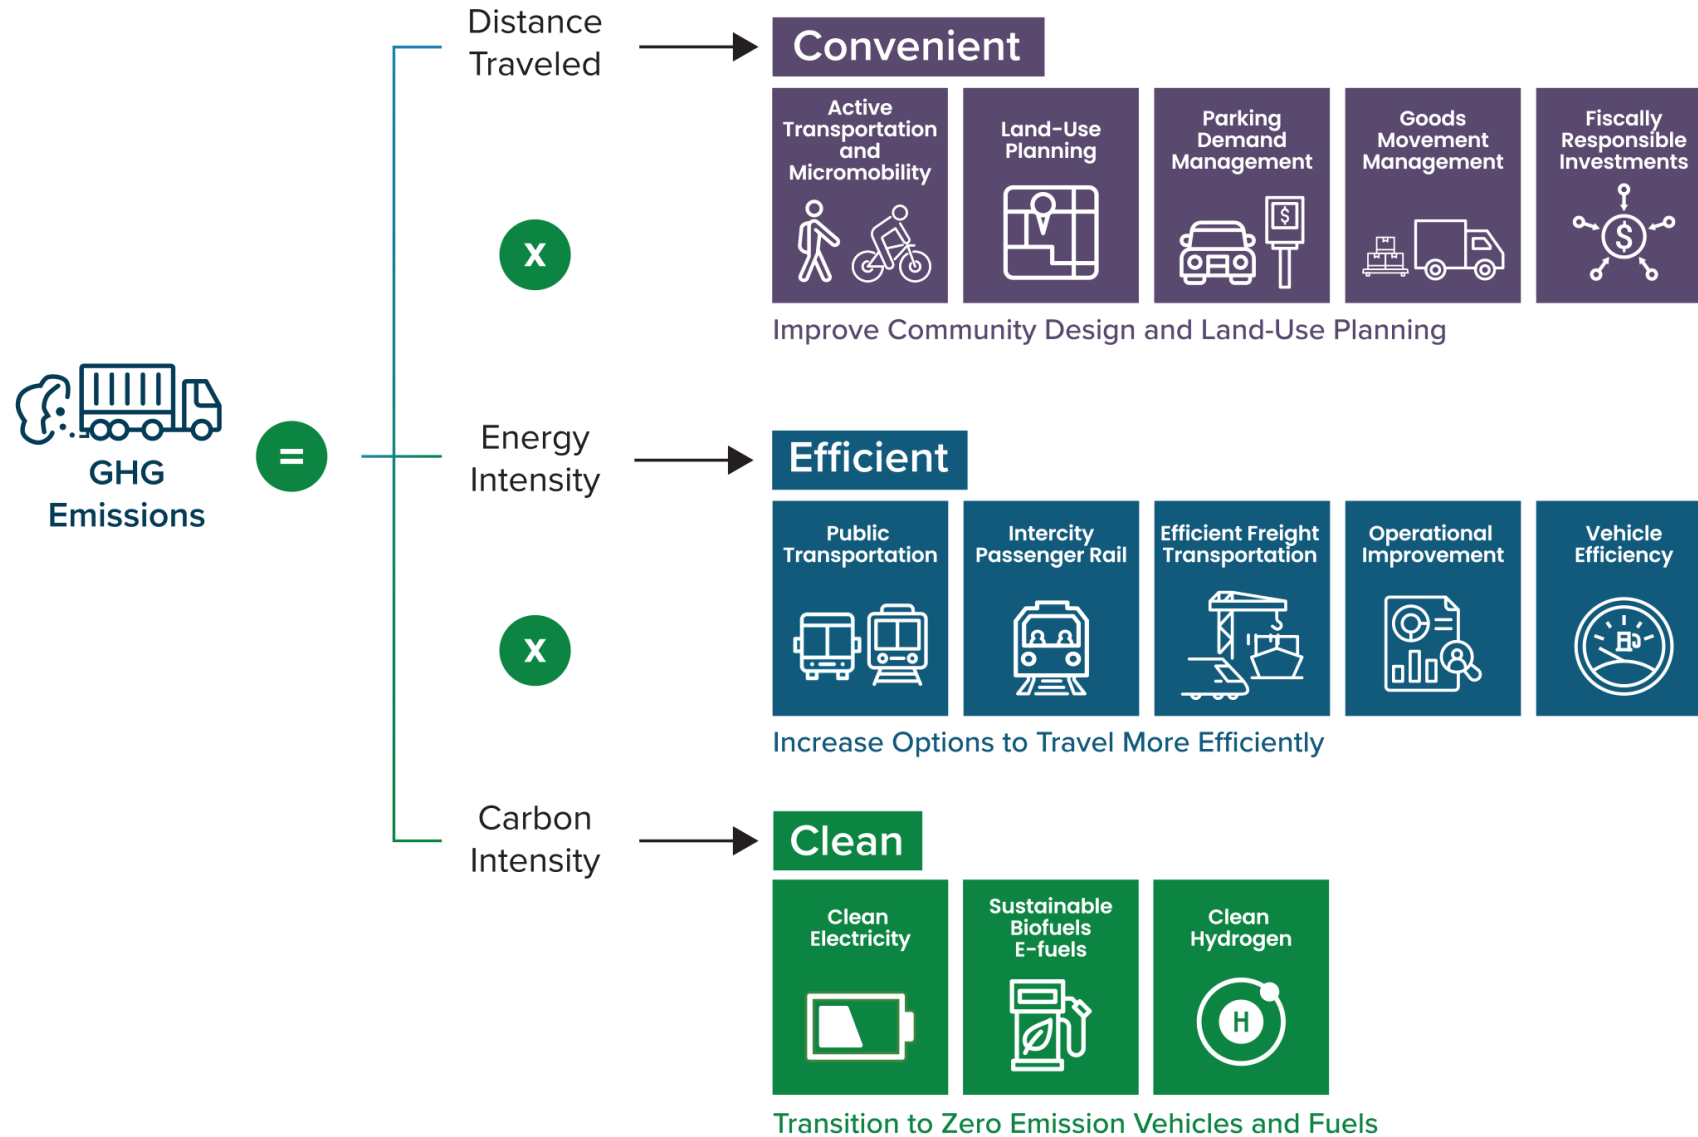 Distance
Traveled
Convenient
Active
Transportation
and
Micromobility
Land-Use
Planning
Parking
Demand
Management
$
Goods
Movement
Management
Fiscally
Responsible
Investments
$
Improve Community Design and Land-Use Planning
X
GHG
Emissions
=
Energy
Intensity
Efficient
Public
Transportation
Intercity
Passenger Rail
Efficient Freight
Transportation
Operational
Improvement
Vehicle
Efficiency
Increase Options to Travel More Efficiently
X
Carbon
Intensity
Clean
Clean
Electricity
Sustainable
Biofuels
E-fuels
Clean
Hydrogen
H
Transition to Zero Emission Vehicles and Fuels